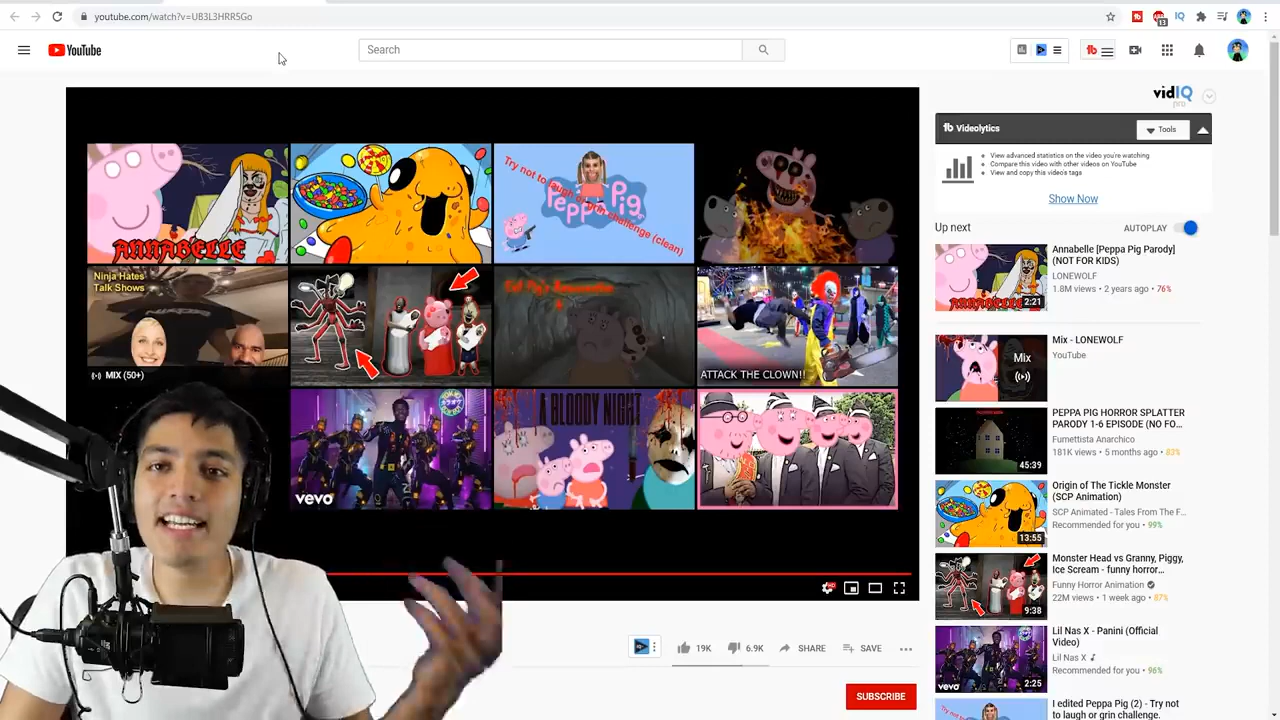 youtube.com/watch?v=UB3L3HRR5Go
13
YouTube
Search
vidIQ
Videolytics
Tools
View advanced statistics on the video you're watching
Compare this video with other videos on YouTube
View and copy this video's tags
Show Now
Up next
AUTOPLAY
ANNABELLE
Try not to laugh or grin challenge (clean)
Peppa Pig
Ninja Hates
Talk Shows
MIX (50+)
ATTACK THE CLOWN!!
vevo
A BLOODY NIGHT
Annabelle [Peppa Pig Parody]
(NOT FOR KIDS)
LONEWOLF
1.8M views • 2 years ago • 76%
ANNABELLE
2:21
Mix
Mix - LONEWOLF
YouTube
PEPPA PIG HORROR SPLATTER
PARODY 1-6 EPISODE (NO FO...
Fumettista Anarchico
181K views • 5 months ago • 83%
45:39
Origin of The Tickle Monster
(SCP Animation)
SCP Animated - Tales From The F...
Recommended for you • 99%
13:55
Monster Head vs Granny, Piggy,
Ice Scream - funny horror...
Funny Horror Animation
22M views • 1 week ago • 87%
9:38
Lil Nas X - Panini (Official
Video)
Lil Nas X
Recommended for you • 96%
vevo
2:25
I edited Peppa Pig (2) - Try not
to laugh or grin challenge.
HD
19K
6.9K
SHARE
SAVE
SUBSCRIBE